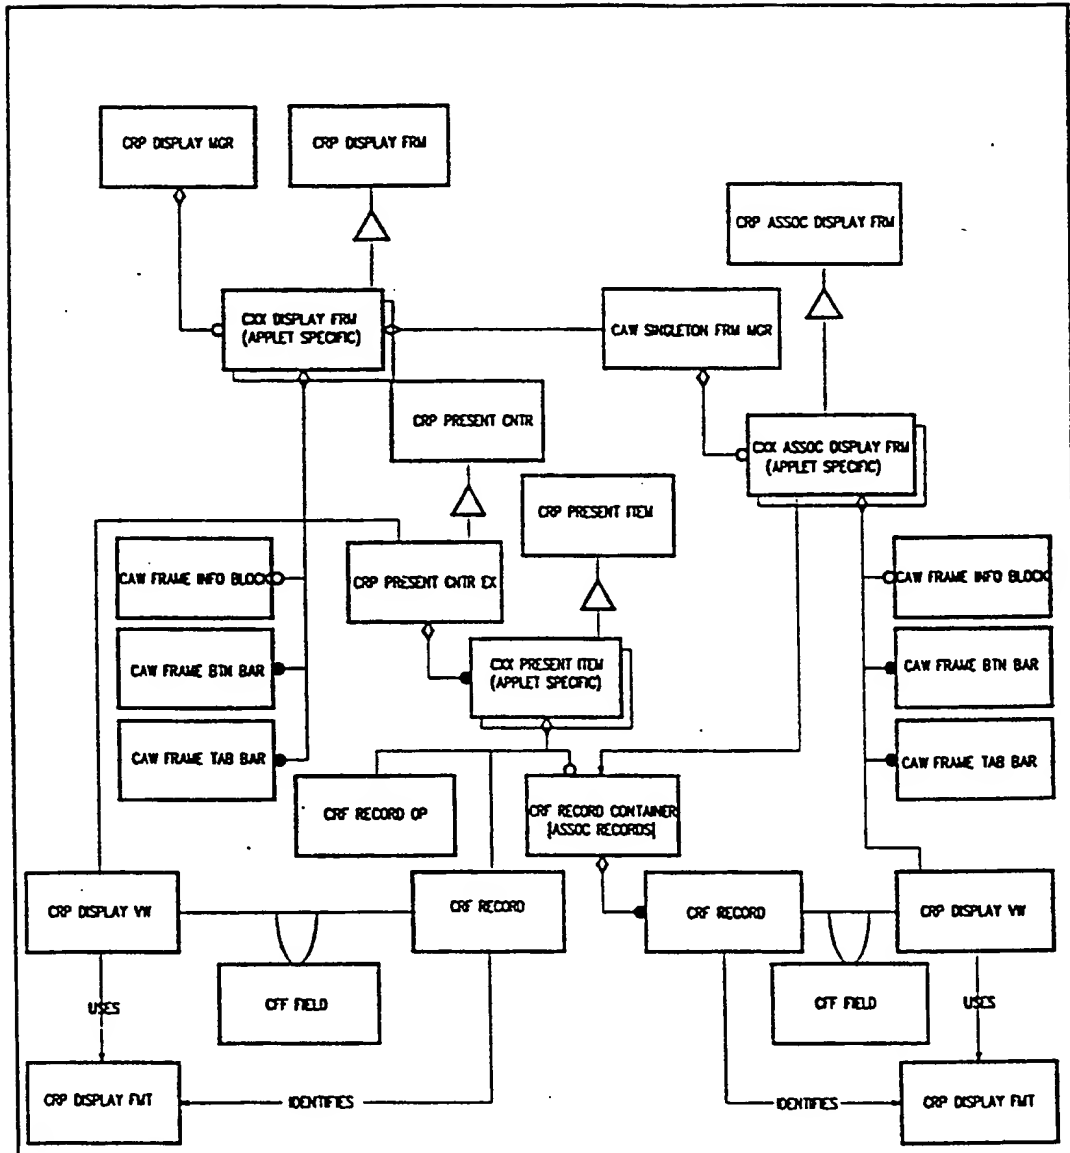 CRP DISPLAY MGR
CRP DISPLAY FRM
CRP ASSOC DISPLAY FRM
CXX DISPLAY FRM
(APPLET SPECIFIC)
CAW SINGLETON FRM MGR
CRP PRESENT CNTR
CXX ASSOC DISPLAY FRM
(APPLET SPECIFIC)
CRP PRESENT ITEM
CAW FRAME INFO BLOCK
CRP PRESENT CNTR EX
CAW FRAME INFO BLOCK
CAW FRAME BTN BAR
CXX PRESENT ITEM
(APPLET SPECIFIC)
CAW FRAME BTN BAR
CAW FRAME TAB BAR
CAW FRAME TAB BAR
CRF RECORD OP
CRF RECORD CONTAINER
[ASSOC RECORDS]
CRP DISPLAY VW
CRF RECORD
CRF RECORD
CRP DISPLAY VW
USES
CFF FIELD
CFF FIELD
USES
CRP DISPLAY FMT
IDENTIFIES
IDENTIFIES
CRP DISPLAY FMT